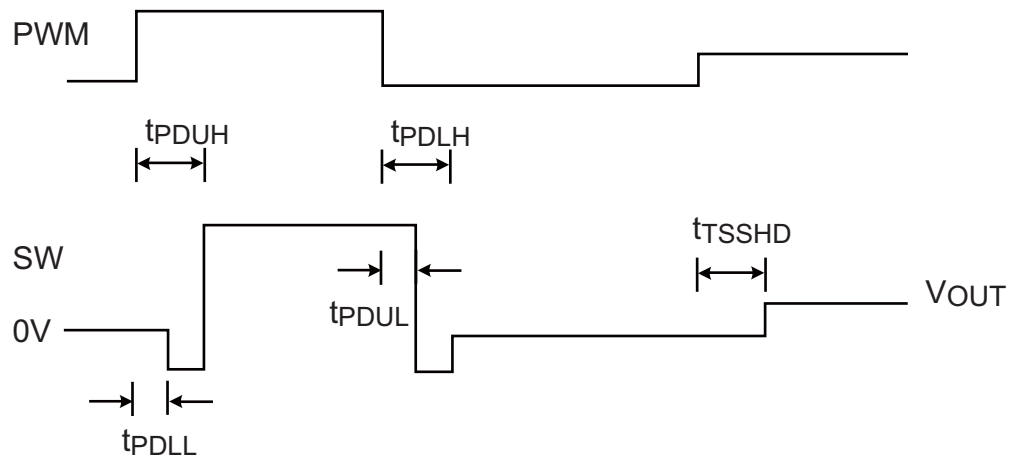 PWM
tPDUH
tPDLH
SW
tTSSHD
tPDUL
VOUT
0V
tPDLL